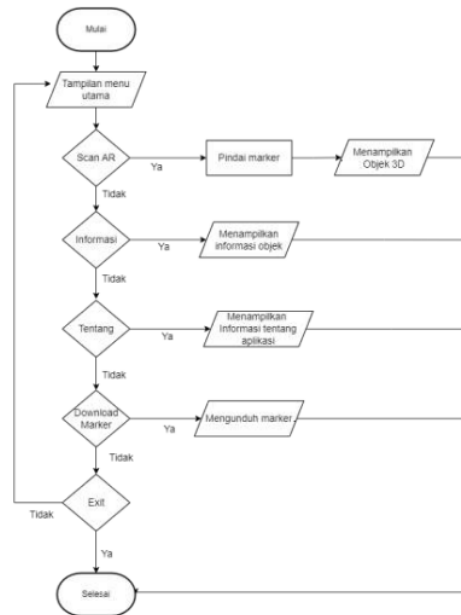 Mulai
Tampilan menu
utama
Scan AR
Ya
Pindai marker
Menampilkan
Objek 3D
Tidak
Informasi
Ya
Menampilkan
informasi objek
Tidak
Tentang
Ya
Menampilkan
Informasi tentang
aplikasi
Tidak
Download
Marker
Ya
Mengunduh marker
Tidak
Exit
Tidak
Ya
Selesai